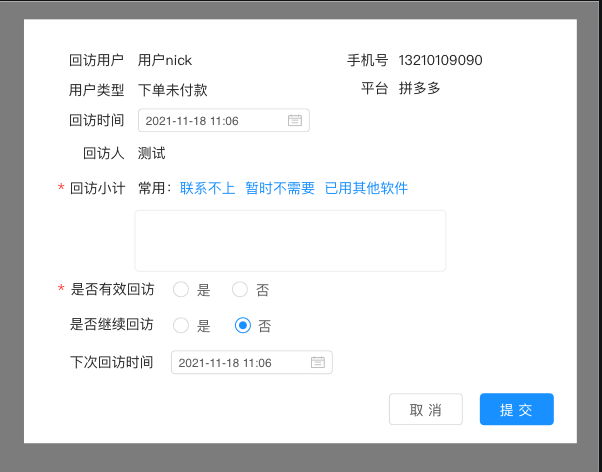 回访用户 用户nick 手机号 13210109090
用户类型 下单未付款 平台 拼多多
回访时间 2021-11-18 11:06
回访人 测试
* 回访小计 常用：联系不上 暂时不需要 已用其他软件
* 是否有效回访 是 否
是否继续回访 是 否
下次回访时间 2021-11-18 11:06
取 消 提 交